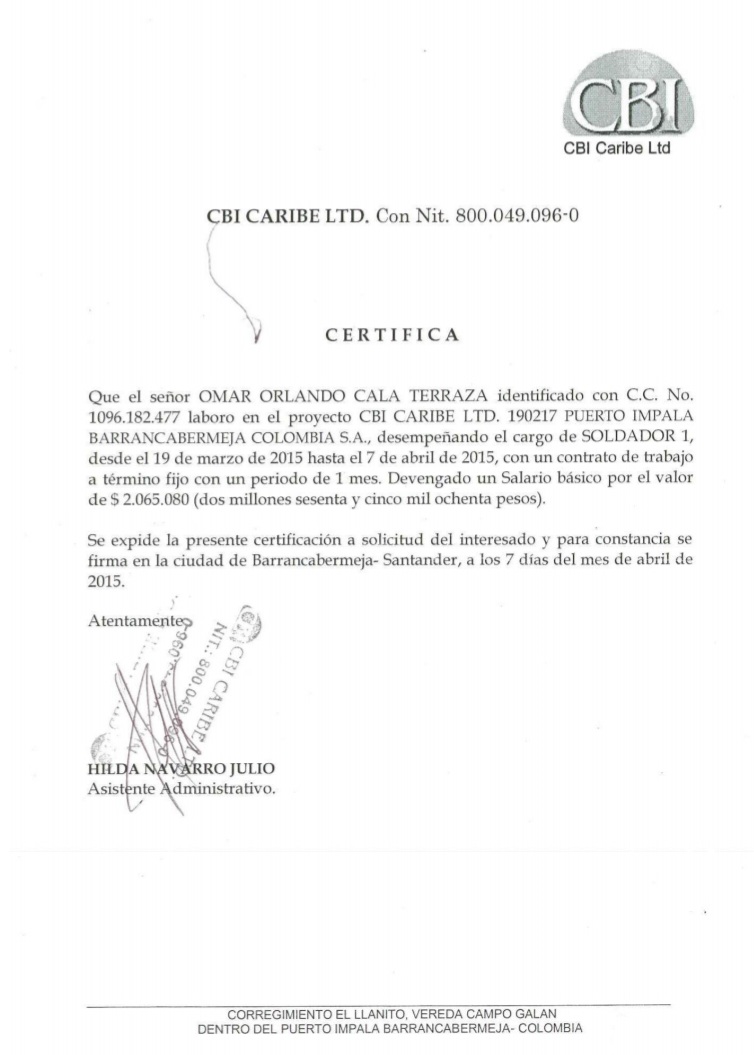 CBI
CBI Caribe Ltd
CBI CARIBE LTD. Con Nit. 800.049.096-0
CERTIFICA
Que el señor OMAR ORLANDO CALA TERRAZA identificado con C.C. No.
1096.182.477 laboro en el proyecto CBI CARIBE LTD. 190217 PUERTO IMPALA
BARRANCABERMEJA COLOMBIA S.A., desempeñando el cargo de SOLDADOR 1,
desde el 19 de marzo de 2015 hasta el 7 de abril de 2015, con un contrato de trabajo
a término fijo con un periodo de 1 mes. Devengado un Salario básico por el valor
de $ 2.065.080 (dos millones sesenta y cinco mil ochenta pesos).
Se expide la presente certificación a solicitud del interesado y para constancia se
firma en la ciudad de Barrancabermeja- Santander, a los 7 días del mes de abril de
2015.
Atentamente,
CBI CARIBE LTD.
NIT.: 800.049.096-0
HILDA NAVARRO JULIO
Asistente Administrativo.
CORREGIMIENTO EL LLANITO, VEREDA CAMPO GALAN
DENTRO DEL PUERTO IMPALA BARRANCABERMEJA- COLOMBIA